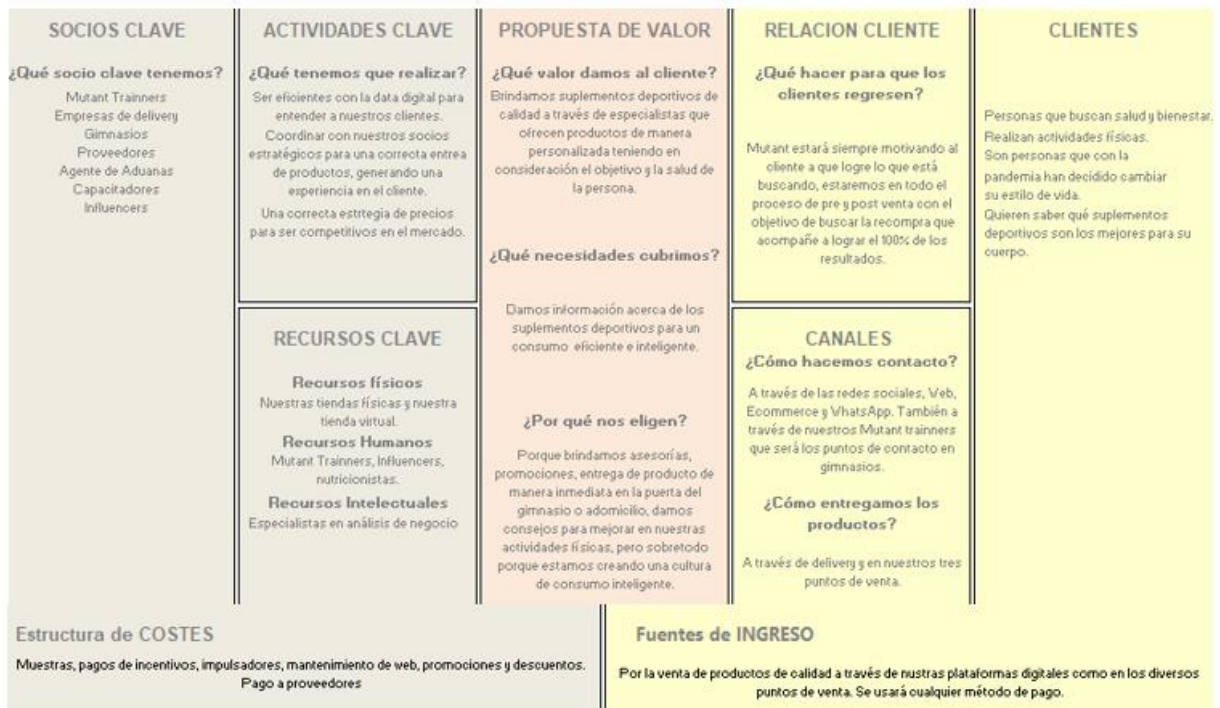 SOCIOS CLAVE
¿Qué socio clave tenemos?
Mutant Trainners
Empresas de delivery
Gimnasios
Proveedores
Agente de Aduanas
Capacitadores
Influencers
ACTIVIDADES CLAVE
¿Qué tenemos que realizar?
Ser eficientes con la data digital para
entender a nuestros clientes.
Coordinar con nuestros socios
estratégicos para una correcta entrea
de productos, generando una
experiencia en el cliente.
Una correcta estrtegia de precios
para ser competitivos en el mercado.
RECURSOS CLAVE
Recursos físicos
Nuestras tiendas físicas y nuestra
tienda virtual.
Recursos Humanos
Mutant Trainners, Influencers,
nutricionistas.
Recursos Intelectuales
Especialistas en análisis de negocio
PROPUESTA DE VALOR
¿Qué valor damos al cliente?
Brindamos suplementos deportivos de
calidad a través de especialistas que
ofrecen productos de manera
personalizada teniendo en
consideración el objetivo y la salud de
la persona.
¿Qué necesidades cubrimos?
Damos información acerca de los
suplementos deportivos para un
consumo eficiente e inteligente.
¿Por qué nos eligen?
Porque brindamos asesorías,
promociones, entrega de producto de
manera inmediata en la puerta del
gimnasio o adomicilio, damos
consejos para mejorar en nuestras
actividades físicas, pero sobretodo
porque estamos creando una cultura
de consumo inteligente.
RELACION CLIENTE
¿Qué hacer para que los
clientes regresen?
Mutant estará siempre motivando al
cliente a que logre lo que está
buscando, estaremos en todo el
proceso de pre y post venta con el
objetivo de buscar la recompra que
acompañe a lograr el 100% de los
resultados.
CANALES
¿Cómo hacemos contacto?
A través de las redes sociales, Web,
Ecommerce y WhatsApp. También a
través de nuestros Mutant trainners
que será los puntos de contacto en
gimnasios.
¿Cómo entregamos los
productos?
A través de delivery y en nuestros tres
puntos de venta.
CLIENTES
Personas que buscan salud y bienestar.
Realizan actividades físicas.
Son personas que con la
pandemia han decidido cambiar
su estilo de vida.
Quieren saber qué suplementos
deportivos son los mejores para su
cuerpo.
Estructura de COSTES
Muestras, pagos de incentivos, impulsadores, mantenimiento de web, promociones y descuentos.
Pago a proveedores
Fuentes de INGRESO
Por la venta de productos de calidad a través de nustras plataformas digitales como en los diversos
puntos de venta. Se usará cualquier método de pago.